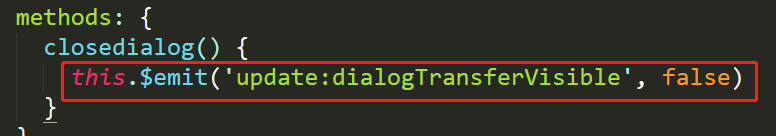 methods: {
closedialog() {
this.$emit('update:dialogTransferVisible', false)
}
}